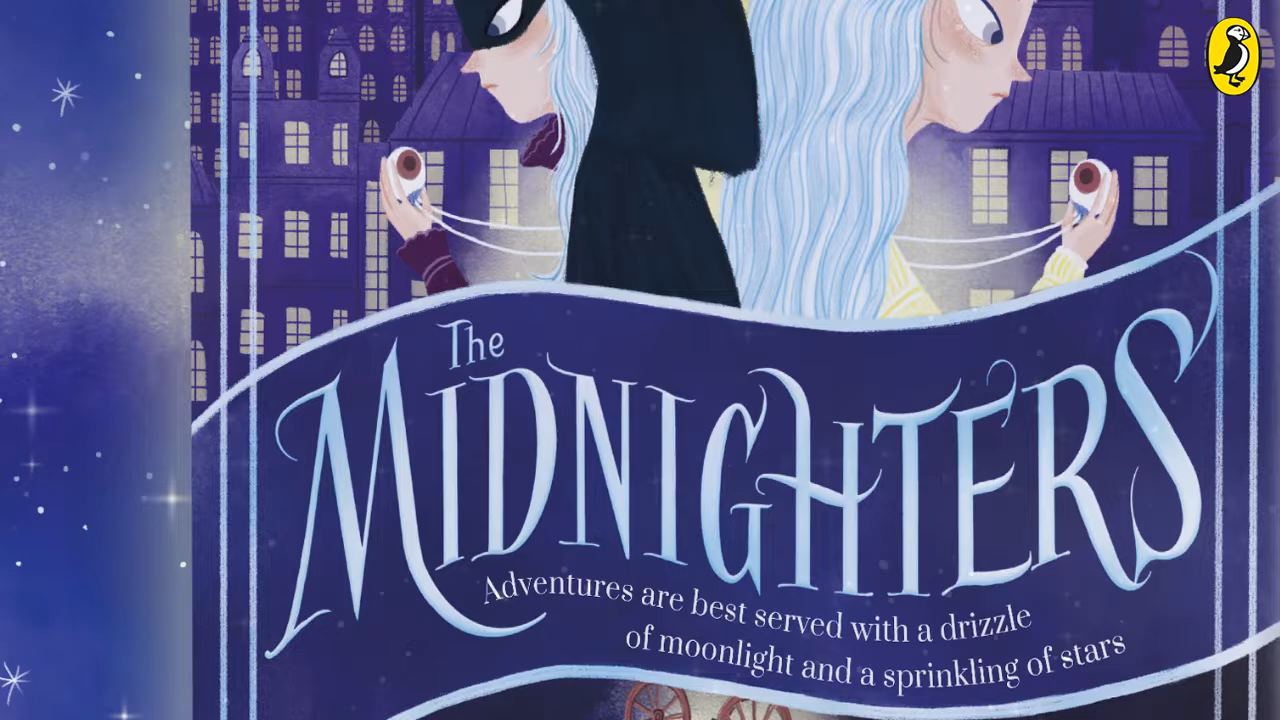 The
MIDNIGHTERS
Adventures are best served with a drizzle
of moonlight and a sprinkling of stars